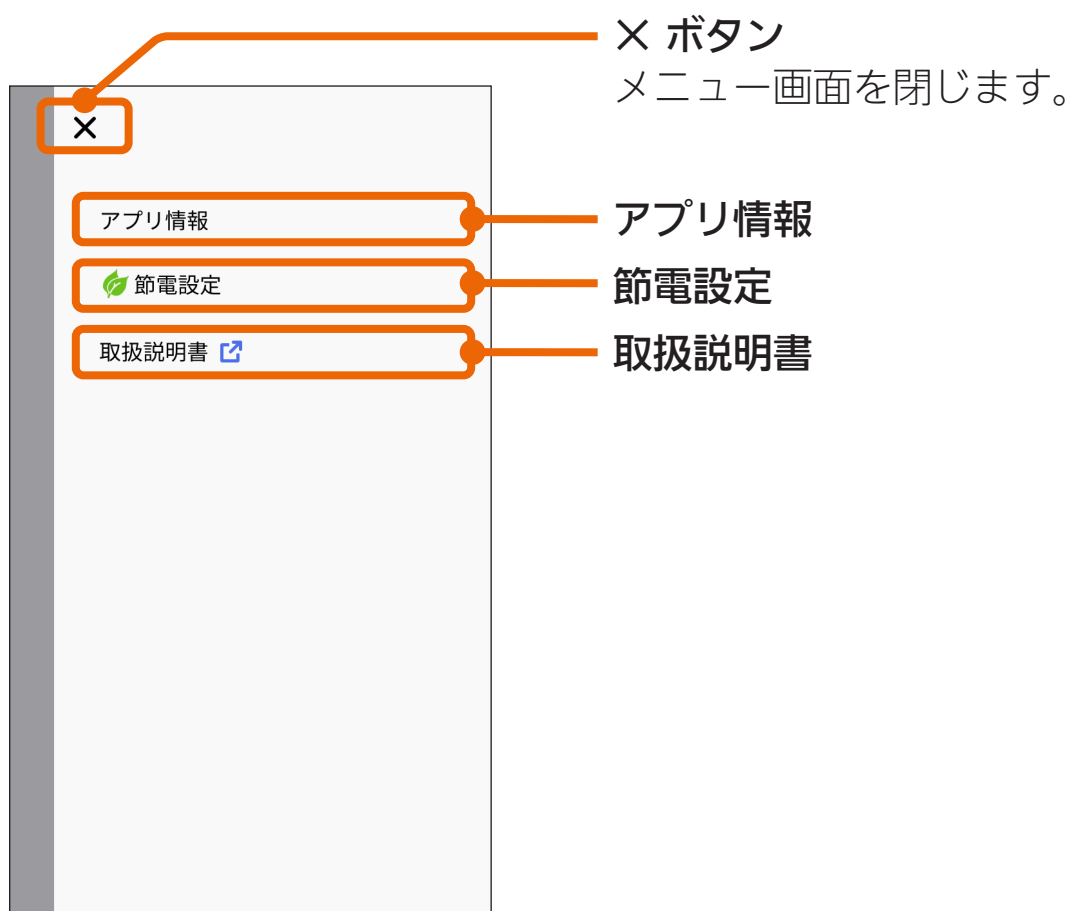 × ボタン
メニュー画面を閉じます。
×
アプリ情報
アプリ情報
節電設定
節電設定
取扱説明書
取扱説明書